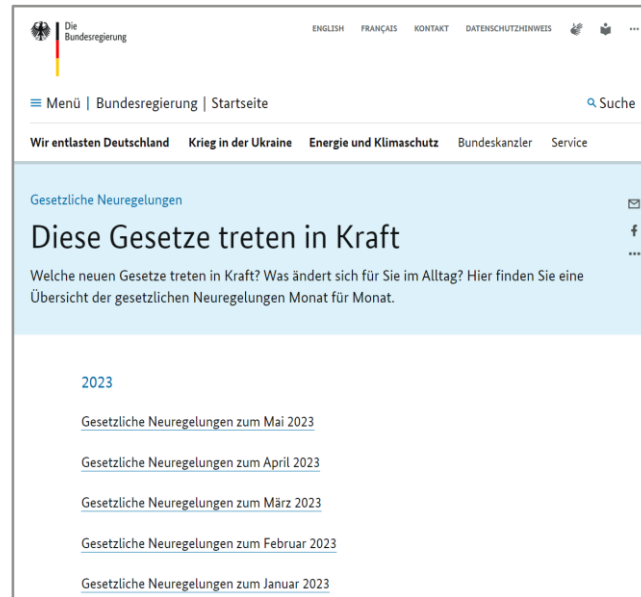 Die
Bundesregierung
ENGLISH FRANÇAIS KONTAKT DATENSCHUTZHINWEIS
Menü | Bundesregierung | Startseite
Suche
Wir entlasten Deutschland Krieg in der Ukraine Energie und Klimaschutz Bundeskanzler Service
Gesetzliche Neuregelungen
Diese Gesetze treten in Kraft
Welche neuen Gesetze treten in Kraft? Was ändert sich für Sie im Alltag? Hier finden Sie eine
Übersicht der gesetzlichen Neuregelungen Monat für Monat.
2023
Gesetzliche Neuregelungen zum Mai 2023
Gesetzliche Neuregelungen zum April 2023
Gesetzliche Neuregelungen zum März 2023
Gesetzliche Neuregelungen zum Februar 2023
Gesetzliche Neuregelungen zum Januar 2023